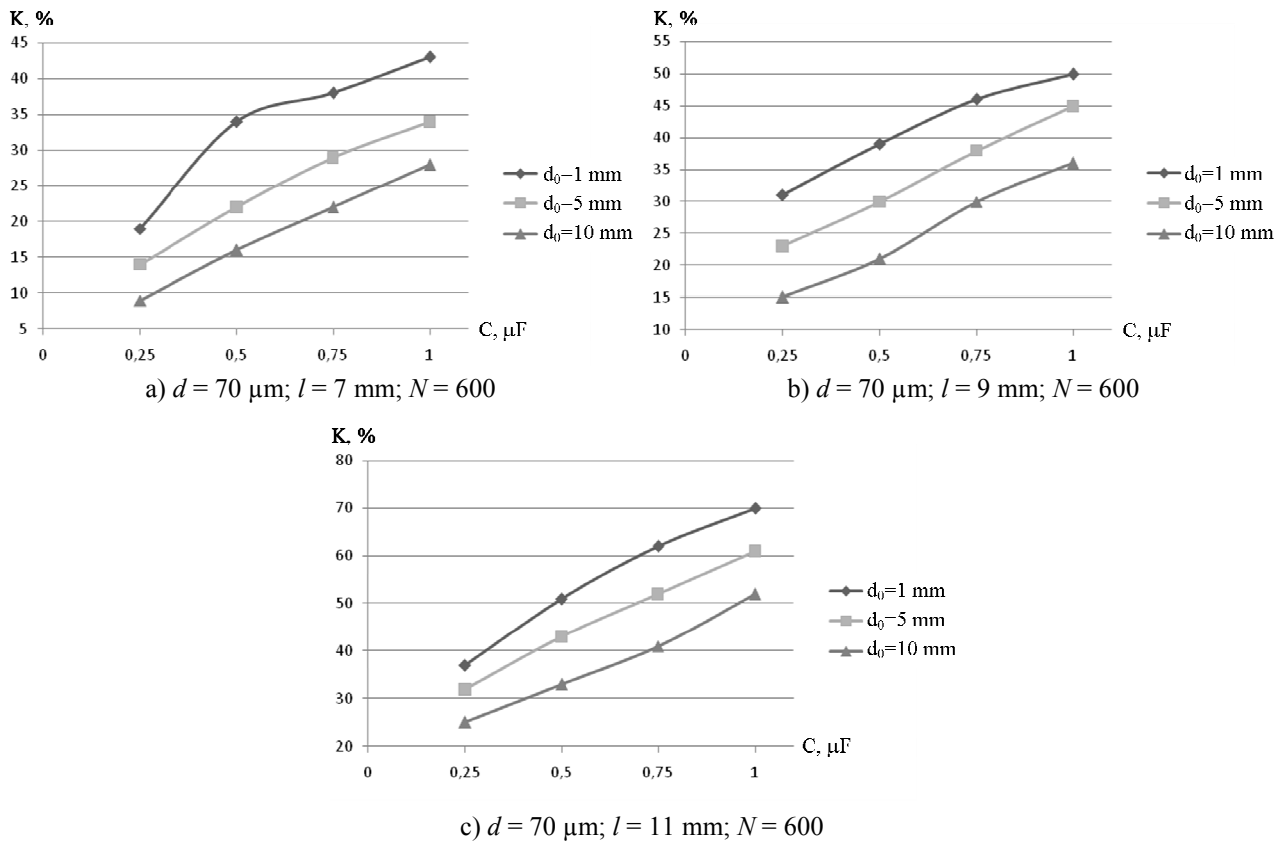 K, %
45
40
35
30
25
20
15
10
5
0 0,25 0,5 0,75 1
C, µF
d₀−1 mm
d₀−5 mm
d₀=10 mm
a) d = 70 µm; l = 7 mm; N = 600
K, %
55
50
45
40
35
30
25
20
15
10
0 0,25 0,5 0,75 1
C, µF
d₀=1 mm
d₀−5 mm
d₀=10 mm
b) d = 70 µm; l = 9 mm; N = 600
K, %
80
70
60
50
40
30
20
0 0,25 0,5 0,75 1
C, µF
d₀=1 mm
d₀−5 mm
d₀=10 mm
c) d = 70 µm; l = 11 mm; N = 600